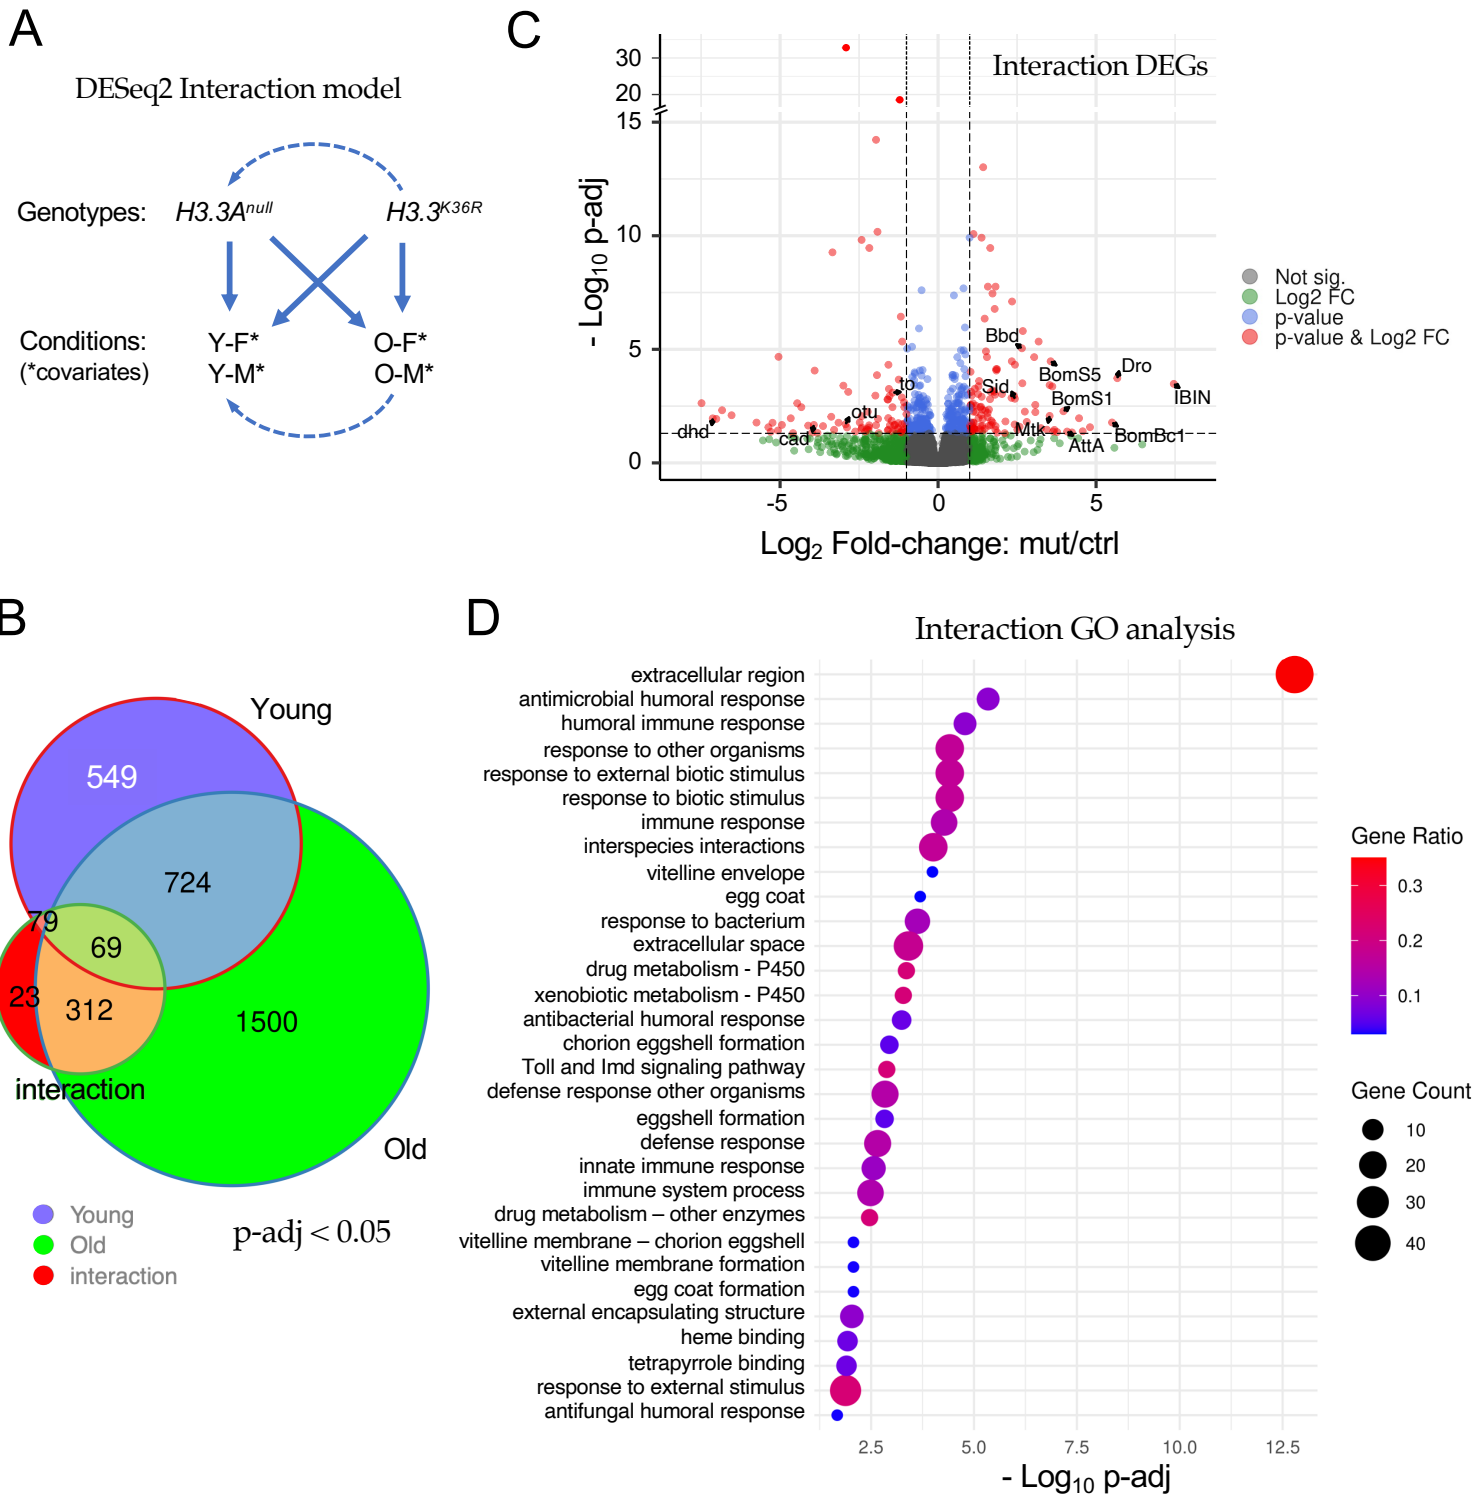 A
DESeq2 Interaction model
Genotypes:
H3.3Anull
H3.3K36R
Conditions:
(*covariates)
Y-F*
Y-M*
O-F*
O-M*
C
Interaction DEGs
30
20
15
10
5
0
- Log10 p-adj
Bbd
BomS5
Dro
IBIN
Sid
BomS1
Mtk
AttA
BomBc1
to
otu
cad
dhd
-5
0
5
Log2 Fold-change: mut/ctrl
Not sig.
Log2 FC
p-value
p-value & Log2 FC
B
Young
549
724
79
69
23
312
1500
interaction
Old
Young
Old
interaction
p-adj < 0.05
D
Interaction GO analysis
extracellular region
antimicrobial humoral response
humoral immune response
response to other organisms
response to external biotic stimulus
response to biotic stimulus
immune response
interspecies interactions
vitelline envelope
egg coat
response to bacterium
extracellular space
drug metabolism - P450
xenobiotic metabolism - P450
antibacterial humoral response
chorion eggshell formation
Toll and Imd signaling pathway
defense response other organisms
eggshell formation
defense response
innate immune response
immune system process
drug metabolism – other enzymes
vitelline membrane – chorion eggshell
vitelline membrane formation
egg coat formation
external encapsulating structure
heme binding
tetrapyrrole binding
response to external stimulus
antifungal humoral response
2.5
5.0
7.5
10.0
12.5
- Log10 p-adj
Gene Ratio
0.3
0.2
0.1
Gene Count
10
20
30
40